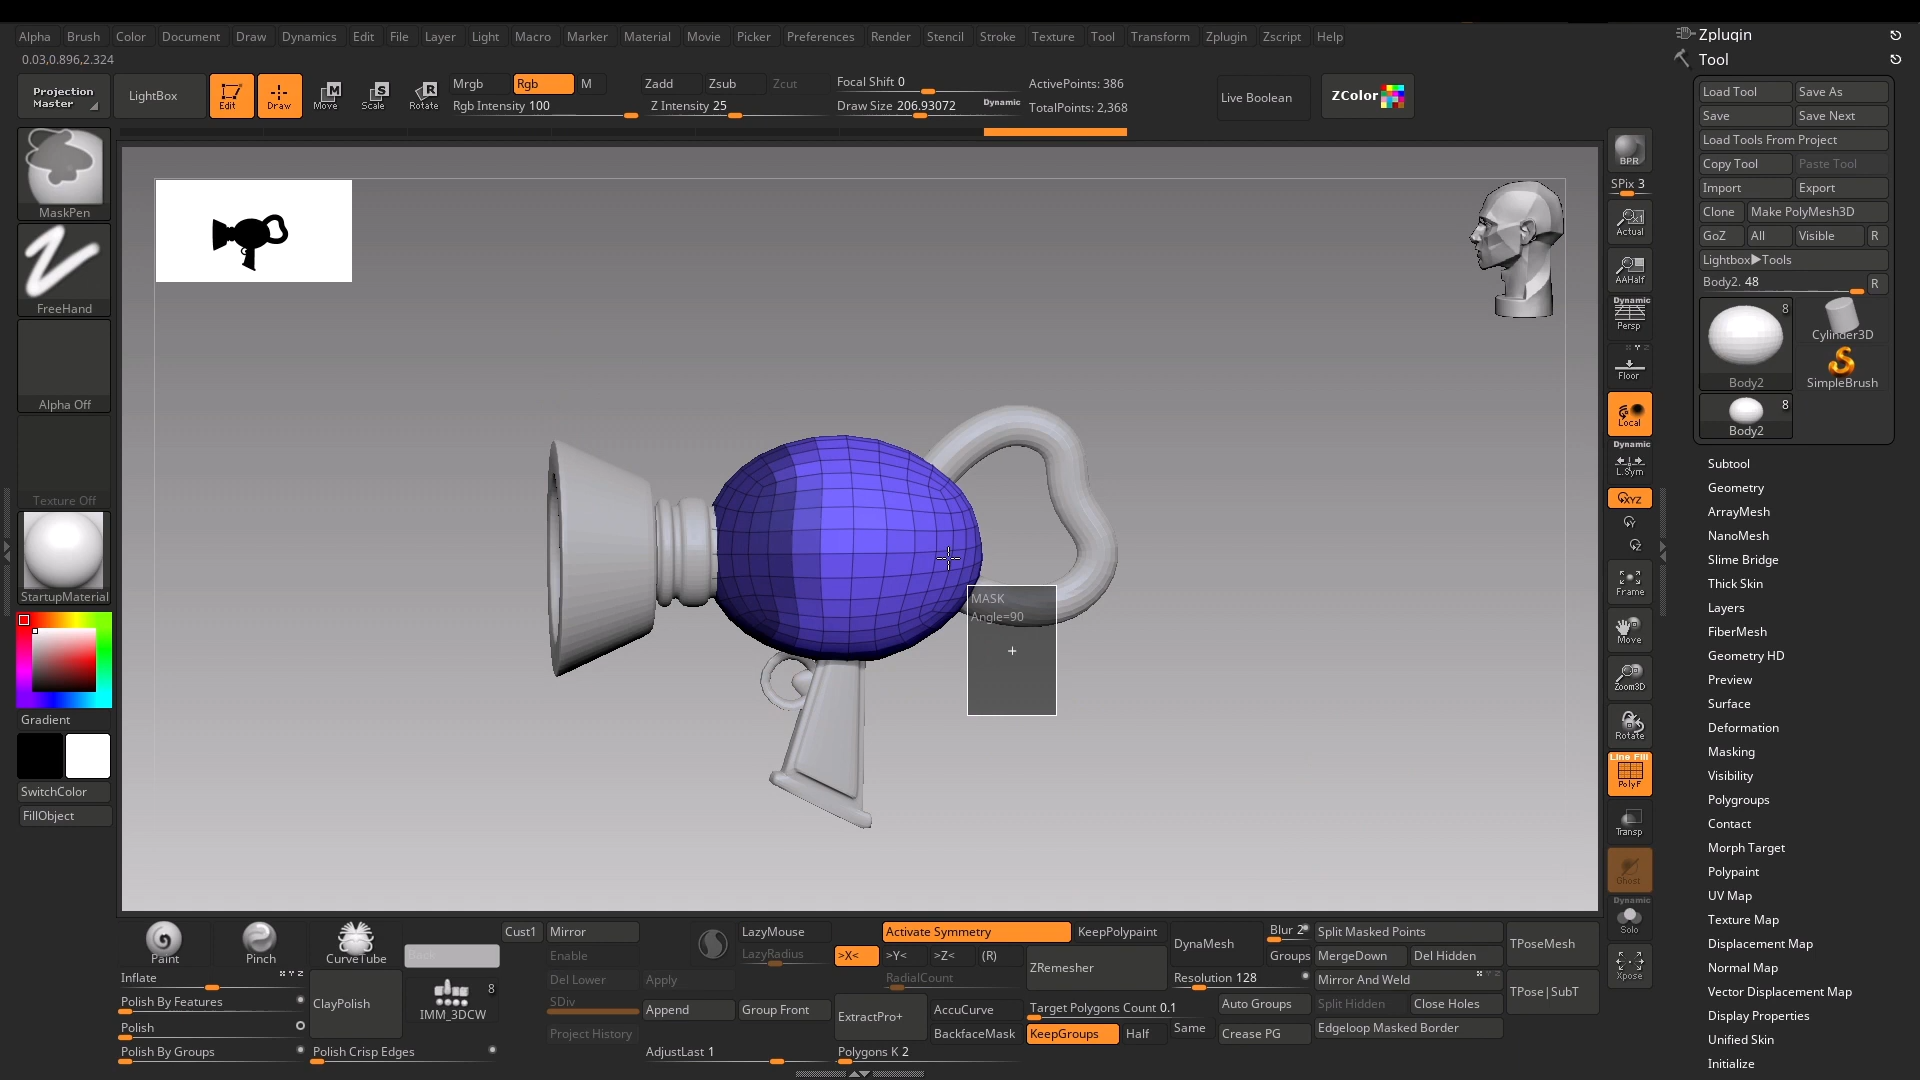 Alpha Brush Color Document Draw Dynamics Edit File Layer Light Macro Marker Material Movie Picker Preferences Render Stencil Stroke Texture Tool Transform Zplugin Zscript Help
0.03,0.896,2.324
Projection Master
LightBox
Edit Draw Move Scale Rotate
M S R
Mrgb Rgb M
Rgb Intensity 100
Zadd Zsub Zcut
Z Intensity 25
Focal Shift 0
Draw Size 206.93072
Dynamic
ActivePoints: 386
TotalPoints: 2,368
Live Boolean
ZColor
MaskPen
FreeHand
Alpha Off
Texture Off
StartupMaterial
Gradient
SwitchColor
FillObject
MASK
Angle=90
BPR
SPix 3
Actual
AAHalf
Dynamic
Persp
Floor
Local
Dynamic
L.Sym
XYZ
Y
Z
Frame
Move
Zoom3D
Rotate
Line Fill
PolyF
Transp
Ghost
Dynamic
Solo
Xpose
Zplugin
Tool
Load Tool Save As
Save Save Next
Load Tools From Project
Copy Tool Paste Tool
Import Export
Clone Make PolyMesh3D
GoZ All Visible R
Lightbox▶Tools
Body2. 48 R
8
Body2
Cylinder3D
SimpleBrush
8
Body2
Subtool
Geometry
ArrayMesh
NanoMesh
Slime Bridge
Thick Skin
Layers
FiberMesh
Geometry HD
Preview
Surface
Deformation
Masking
Visibility
Polygroups
Contact
Morph Target
Polypaint
UV Map
Texture Map
Displacement Map
Normal Map
Vector Displacement Map
Display Properties
Unified Skin
Initialize
Paint Pinch CurveTube Back
Inflate
Polish By Features
Polish
Polish By Groups
ClayPolish
Polish Crisp Edges
8
IMM_3DCW
Cust1 Mirror
Enable
Del Lower
SDiv
Project History
Apply
Append Group Front
AdjustLast 1
LazyMouse
LazyRadius
Activate Symmetry
>X< >Y< >Z< (R)
RadialCount
ExtractPro+
AccuCurve
BackfaceMask
Polygons K 2
KeepPolypaint
ZRemesher
Target Polygons Count 0.1
KeepGroups Half Same
DynaMesh
Blur 2
Groups
Resolution 128
Auto Groups
Crease PG
Split Masked Points
MergeDown Del Hidden
Mirror And Weld
Split Hidden Close Holes
Edgeloop Masked Border
TPoseMesh
TPose|SubT